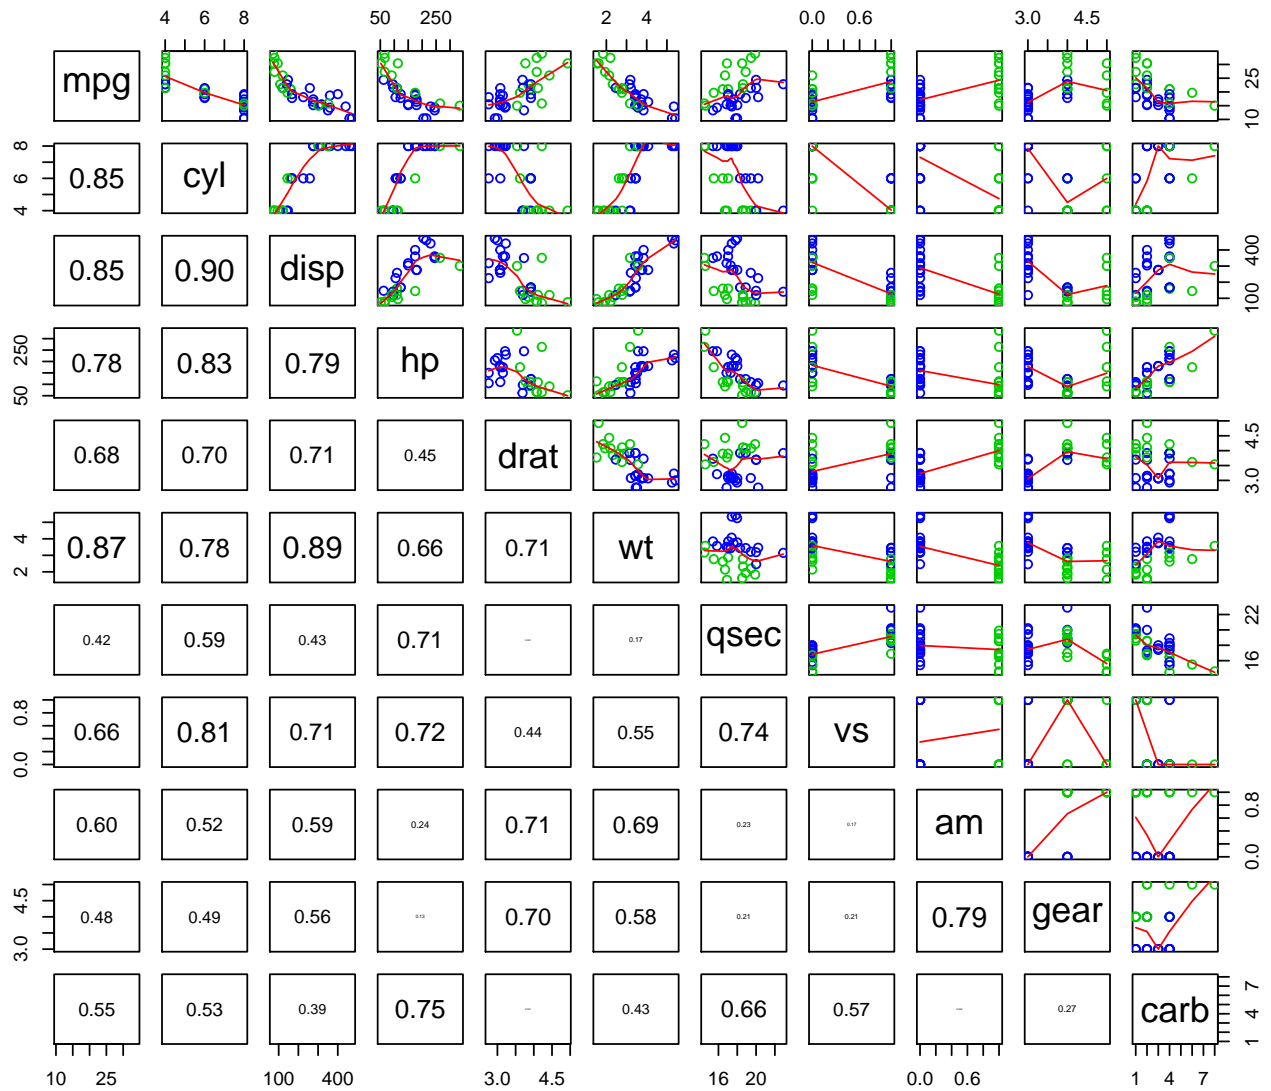 4 6 8 50 250 2 4 0.0 0.6 3.0 4.5
mpg 10 25
4 6 8 0.85 cyl
0.85 0.90 disp 100 400
50 250 0.78 0.83 0.79 hp
0.68 0.70 0.71 0.45 drat 3.0 4.5
2 4 0.87 0.78 0.89 0.66 0.71 wt
0.42 0.59 0.43 0.71 0.17 qsec 16 22
0.0 0.8 0.66 0.81 0.71 0.72 0.44 0.55 0.74 vs
0.60 0.52 0.59 0.24 0.71 0.69 0.23 0.17 am 0.0 0.8
3.0 4.5 0.48 0.49 0.56 0.13 0.70 0.58 0.21 0.21 0.79 gear
0.55 0.53 0.39 0.75 0.43 0.66 0.57 0.27 carb 1 4 7
10 25 100 400 3.0 4.5 16 20 0.0 0.6 1 4 7